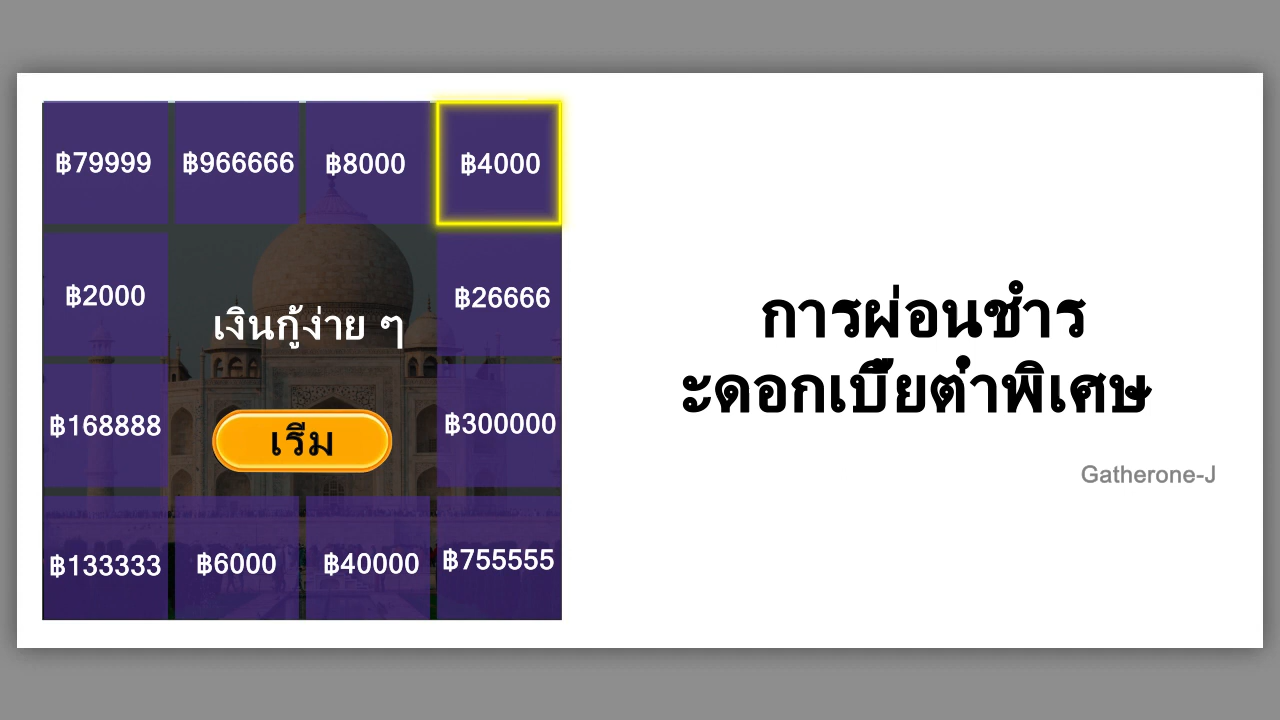 ฿79999 ฿966666 ฿8000 ฿4000
฿2000 ฿26666
เงินกู้ง่าย ๆ
฿168888 ฿300000
เรีม
฿133333 ฿6000 ฿40000 ฿755555
การผ่อนชำร
ะดอกเบี้ยต่ำพิเศษ
Gatherone-J